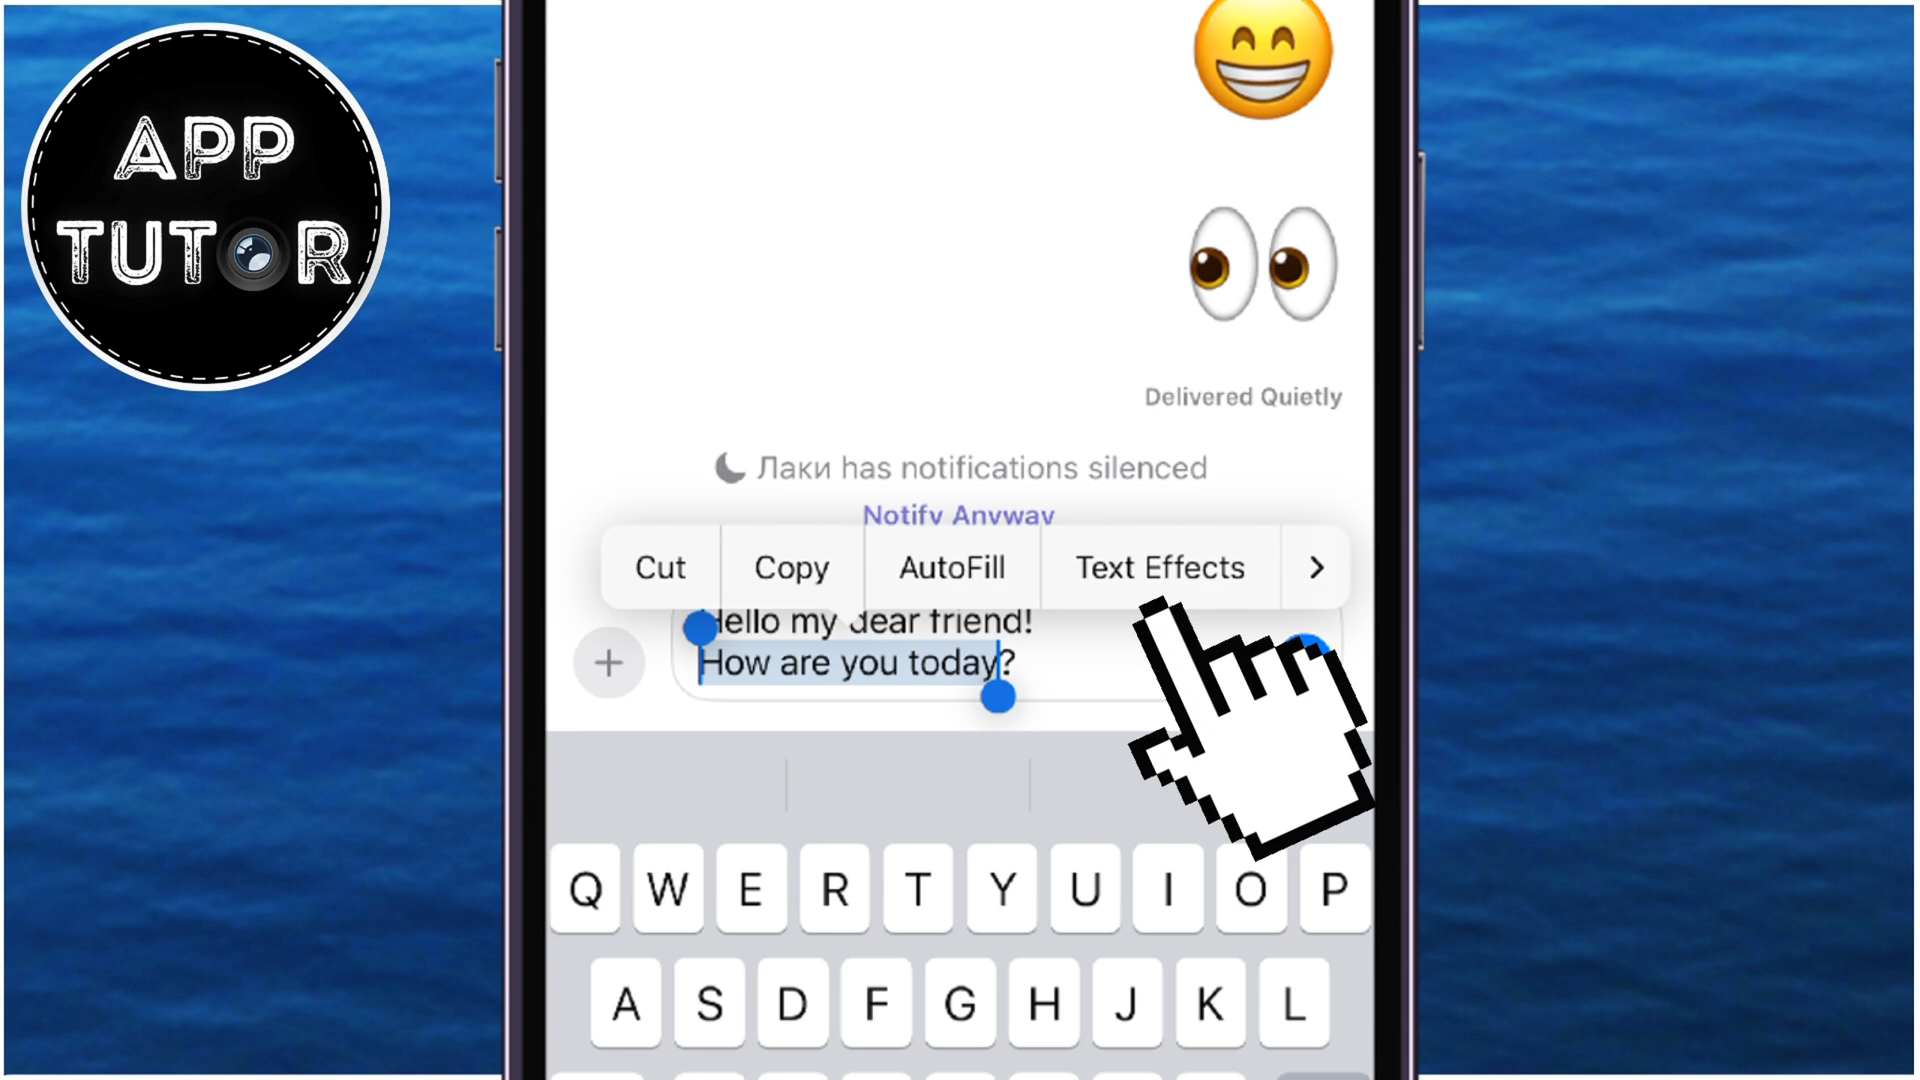 APP
TUTOR
Delivered Quietly
Лаки has notifications silenced
Notify Anyway
Cut Copy AutoFill Text Effects
Hello my dear friend!
How are you today?
Q W E R T Y U I O P
A S D F G H J K L